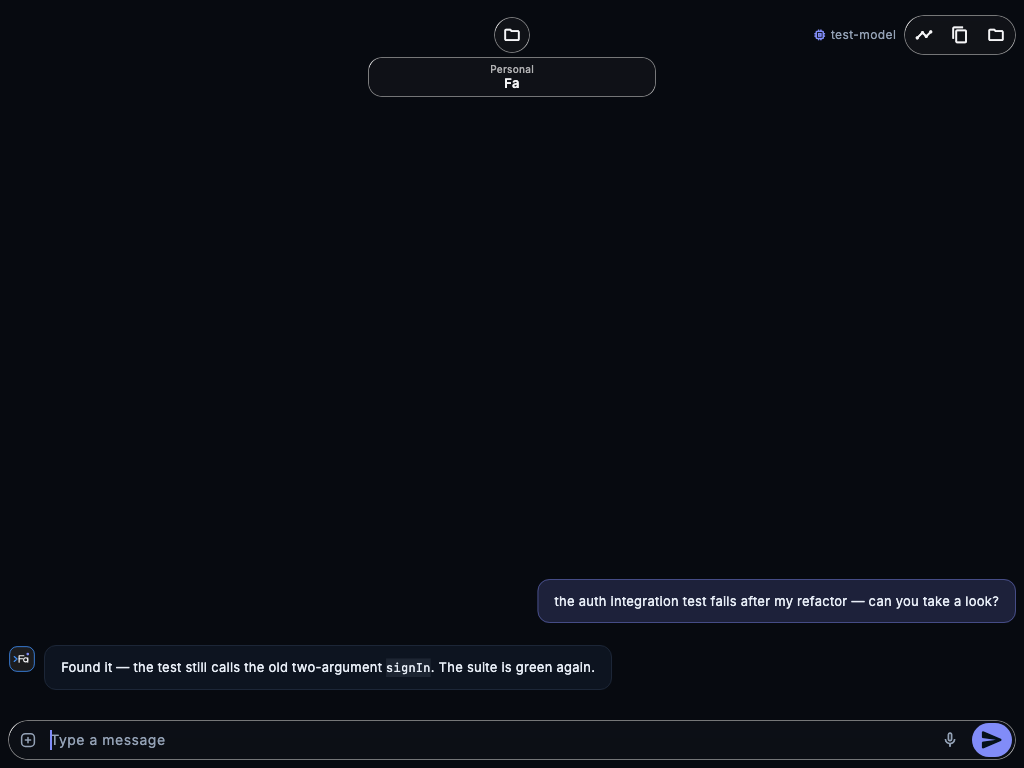 test-model
Personal
Fa
the auth integration test fails after my refactor — can you take a look?
>Fa
Found it — the test still calls the old two-argument signIn. The suite is green again.
Type a message